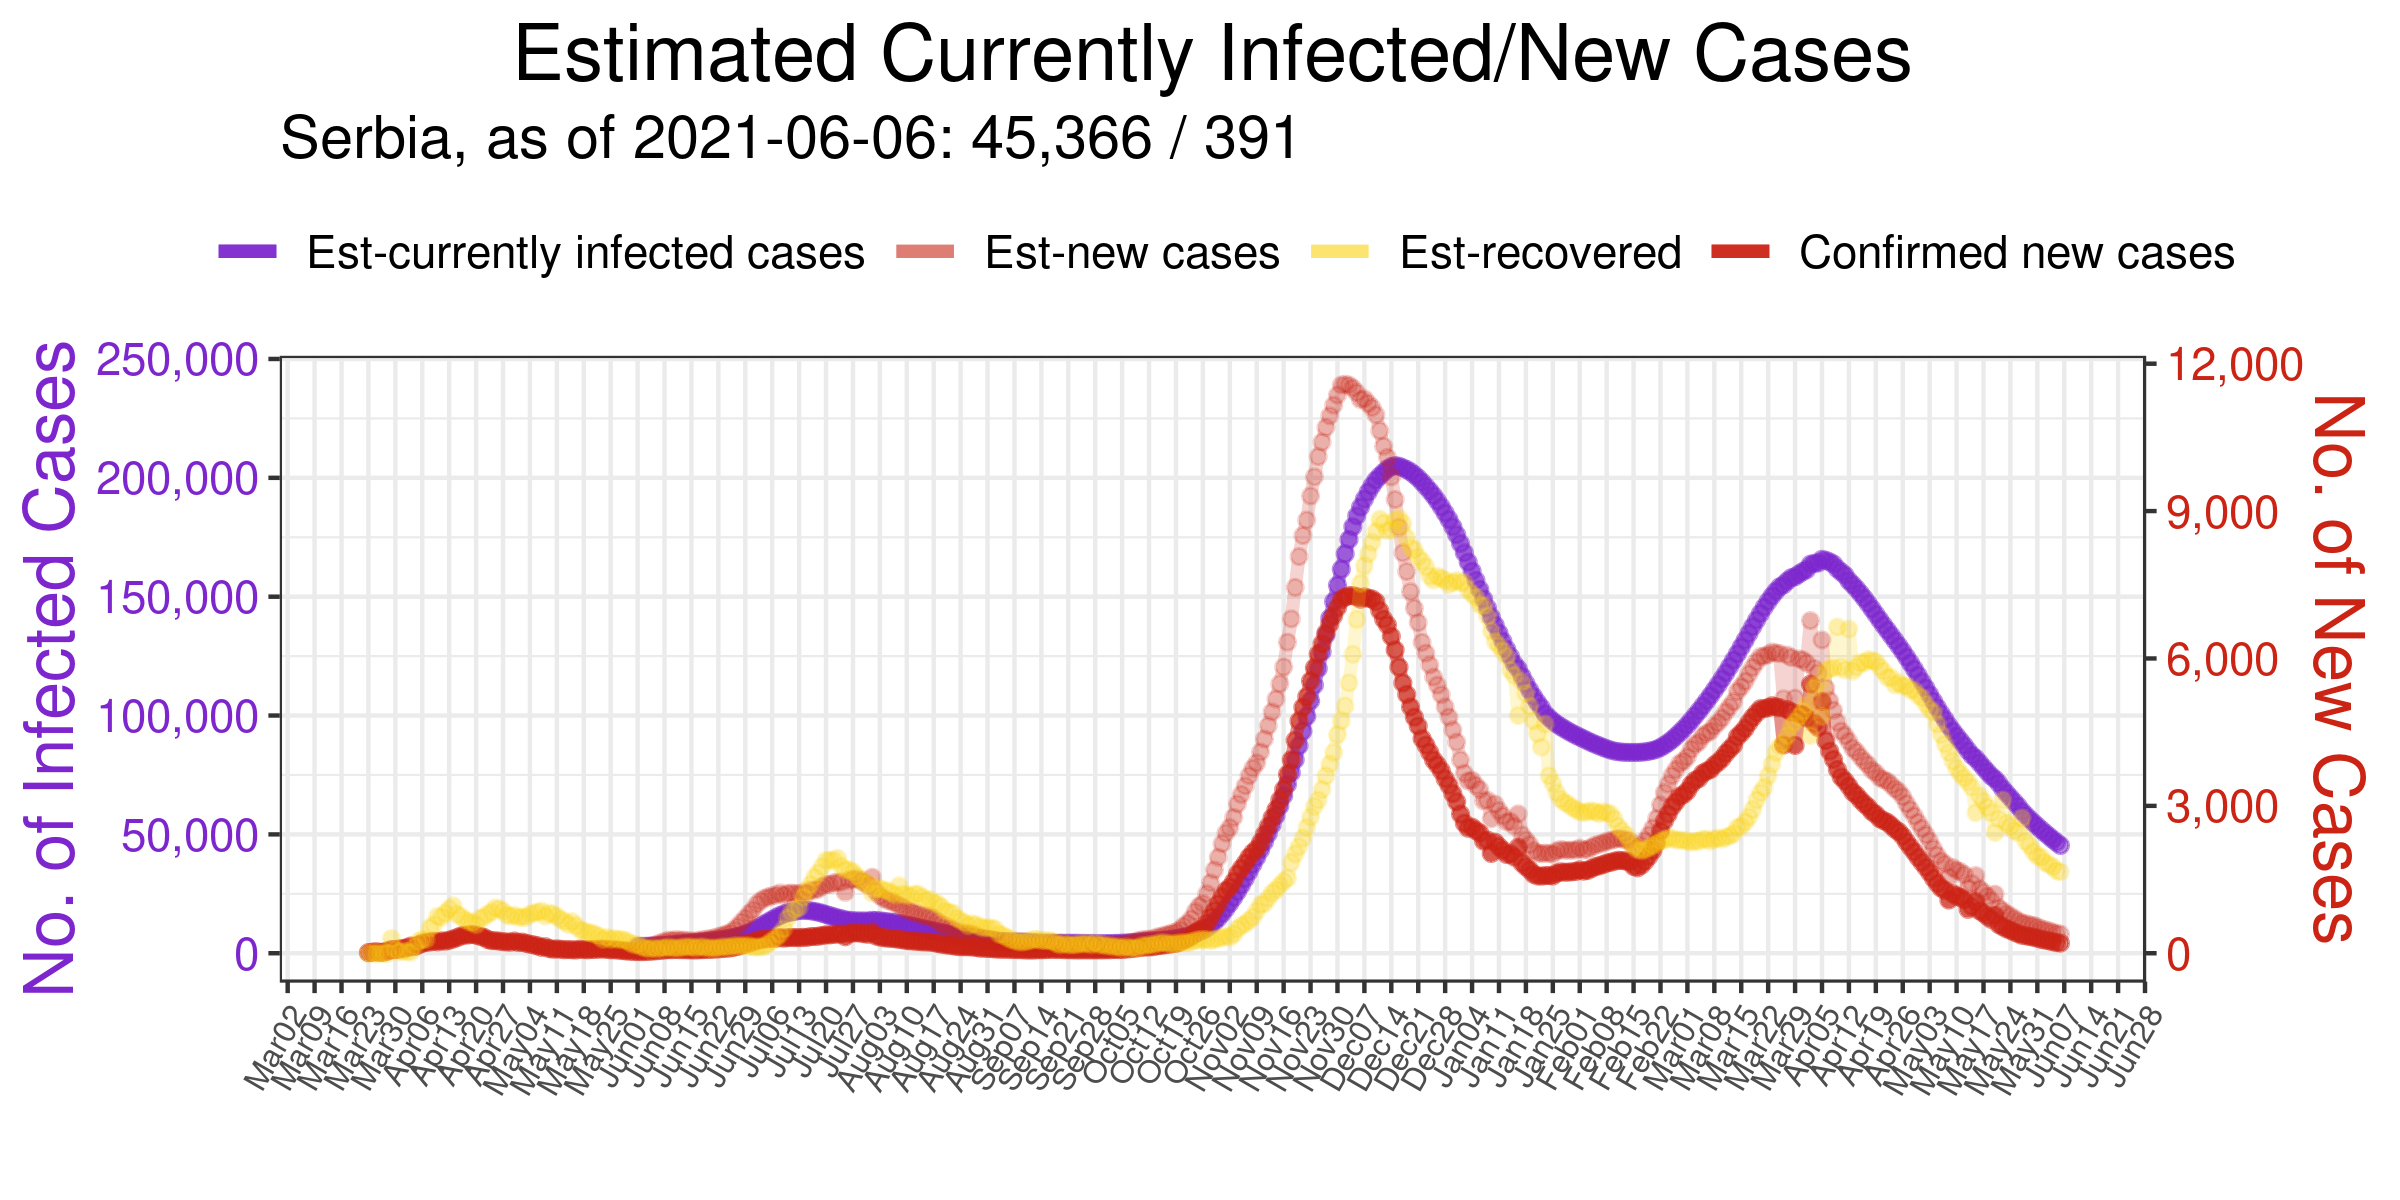 Estimated Currently Infected/New Cases
Serbia, as of 2021-06-06: 45,366 / 391
Est-currently infected cases
Est-new cases
Est-recovered
Confirmed new cases
No. of Infected Cases
250,000
200,000
150,000
100,000
50,000
0
12,000
9,000
6,000
3,000
0
No. of New Cases
Mar02
Mar09
Mar16
Mar23
Mar30
Apr06
Apr13
Apr20
Apr27
May04
May11
May18
May25
Jun01
Jun08
Jun15
Jun22
Jun29
Jul06
Jul13
Jul20
Jul27
Aug03
Aug10
Aug17
Aug24
Aug31
Sep07
Sep14
Sep21
Sep28
Oct05
Oct12
Oct19
Oct26
Nov02
Nov09
Nov16
Nov23
Nov30
Dec07
Dec14
Dec21
Dec28
Jan04
Jan11
Jan18
Jan25
Feb01
Feb08
Feb15
Feb22
Mar01
Mar08
Mar15
Mar22
Mar29
Apr05
Apr12
Apr19
Apr26
May03
May10
May17
May24
May31
Jun07
Jun14
Jun21
Jun28